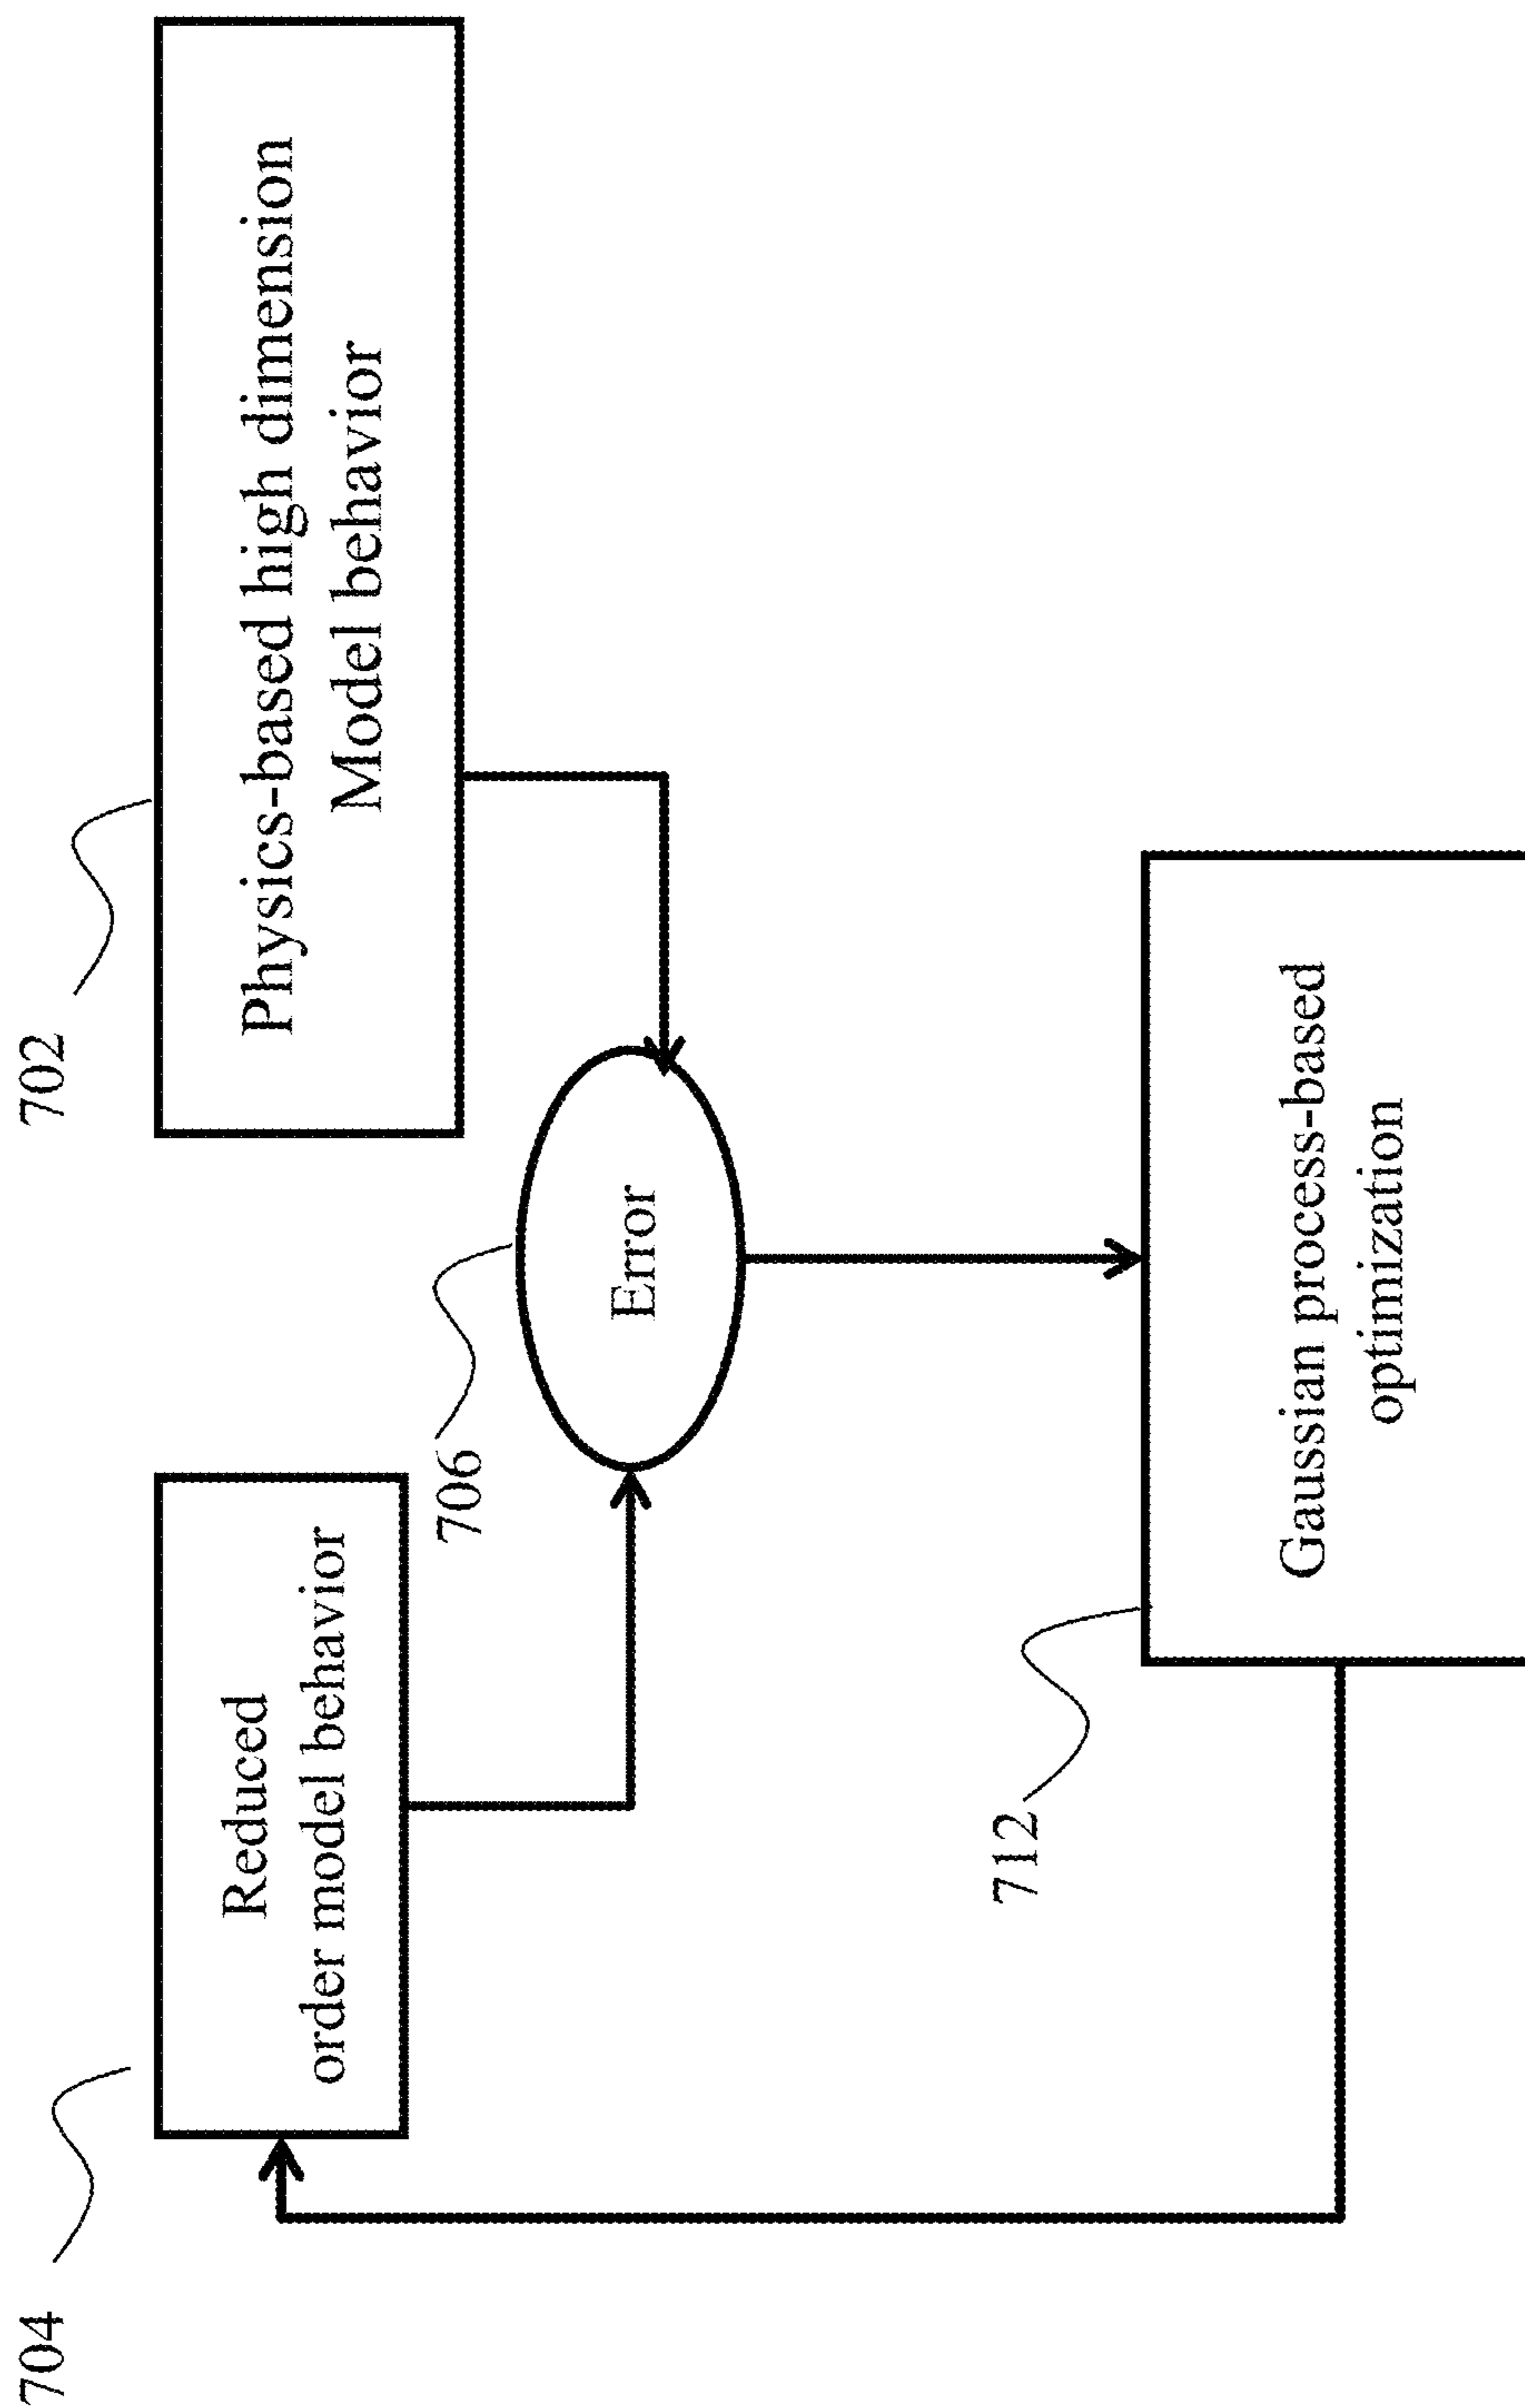 704
702
Reduced
order model behavior
Physics-based high dimension
Model behavior
706
Error
712
Gaussian process-based
optimization